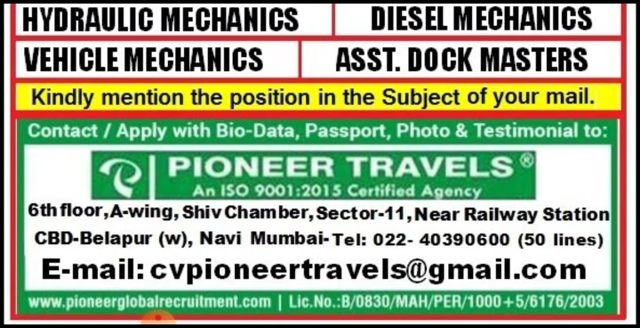 HYDRAULIC MECHANICS DIESEL MECHANICS
VEHICLE MECHANICS ASST. DOCK MASTERS
Kindly mention the position in the Subject of your mail.
Contact / Apply with Bio-Data, Passport, Photo & Testimonial to:
PIONEER TRAVELS®
An ISO 9001:2015 Certified Agency
6th floor, A-wing, Shiv Chamber, Sector-11, Near Railway Station
CBD-Belapur (w), Navi Mumbai- Tel: 022- 40390600 (50 lines)
E-mail: cvpioneertravels@gmail.com
www.pioneerglobalrecruitment.com | Lic.No.:B/0830/MAH/PER/1000+5/6176/2003